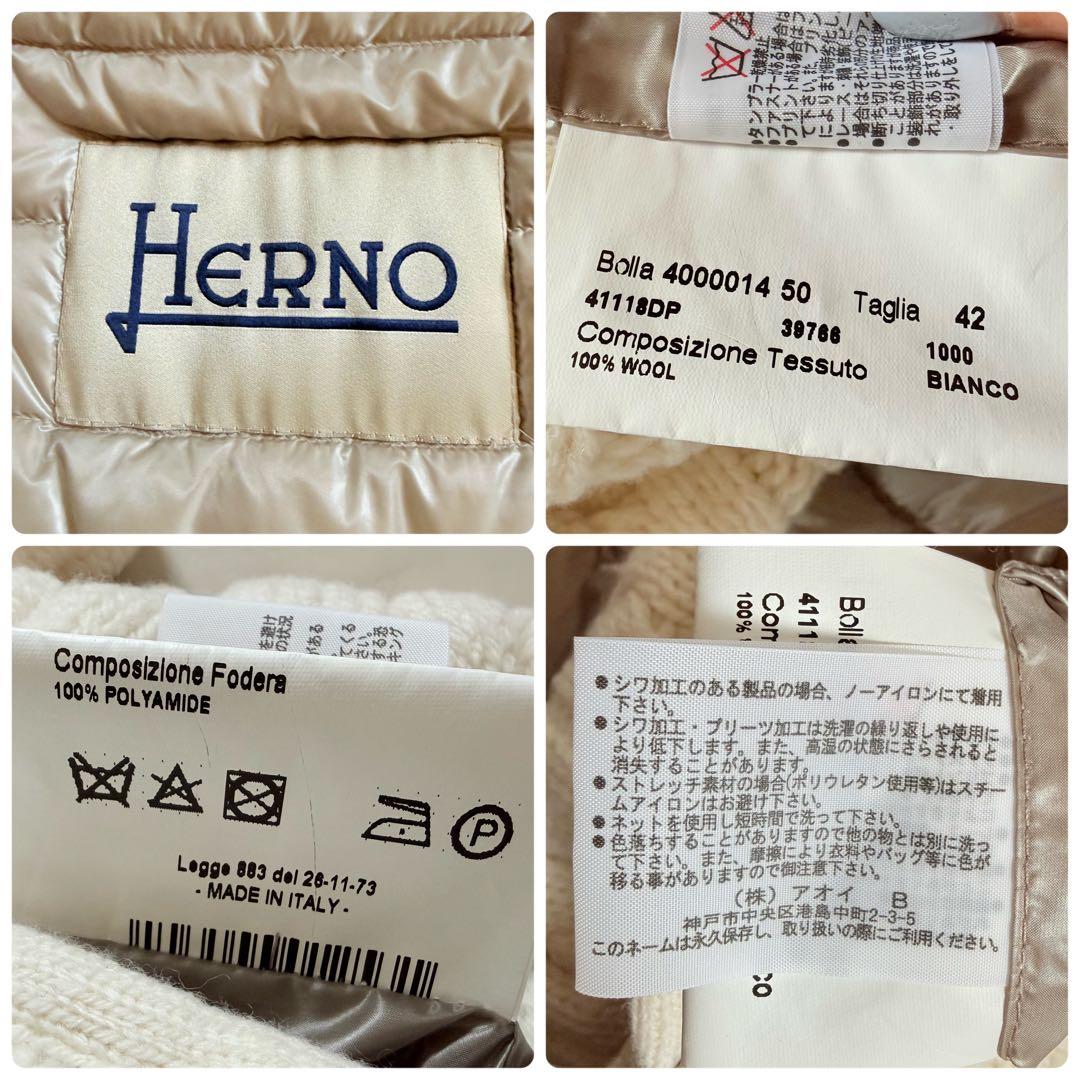 HERNO
●タンブラー乾燥禁止
Bolla 4000014 50 Taglia 42
41118DP 39766 1000
Composizione Tessuto BIANCO
100% WOOL
Composizione Fodera
100% POLYAMIDE
P
Legge 883 del 26-11-73
- MADE IN ITALY -
●シワ加工のある製品の場合、ノーアイロンにて着用
下さい。
●シワ加工・プリーツ加工は洗濯の繰り返しや使用に
より低下します。また、高温の状態にさらされると
消失することがあります。
●ストレッチ素材の場合(ポリウレタン使用等)はスチー
ムアイロンはお避け下さい。
●ネットを使用し短時間で洗って下さい。
●色落ちすることがありますので他の物とは別に洗っ
て下さい。また、摩擦により衣料やバッグ等に色が
移る事がありますので御注意下さい。
(株) アオイ B
神戸市中央区港島中町2-3-5
このネームは永久保存し、取り扱いの際にご利用ください。